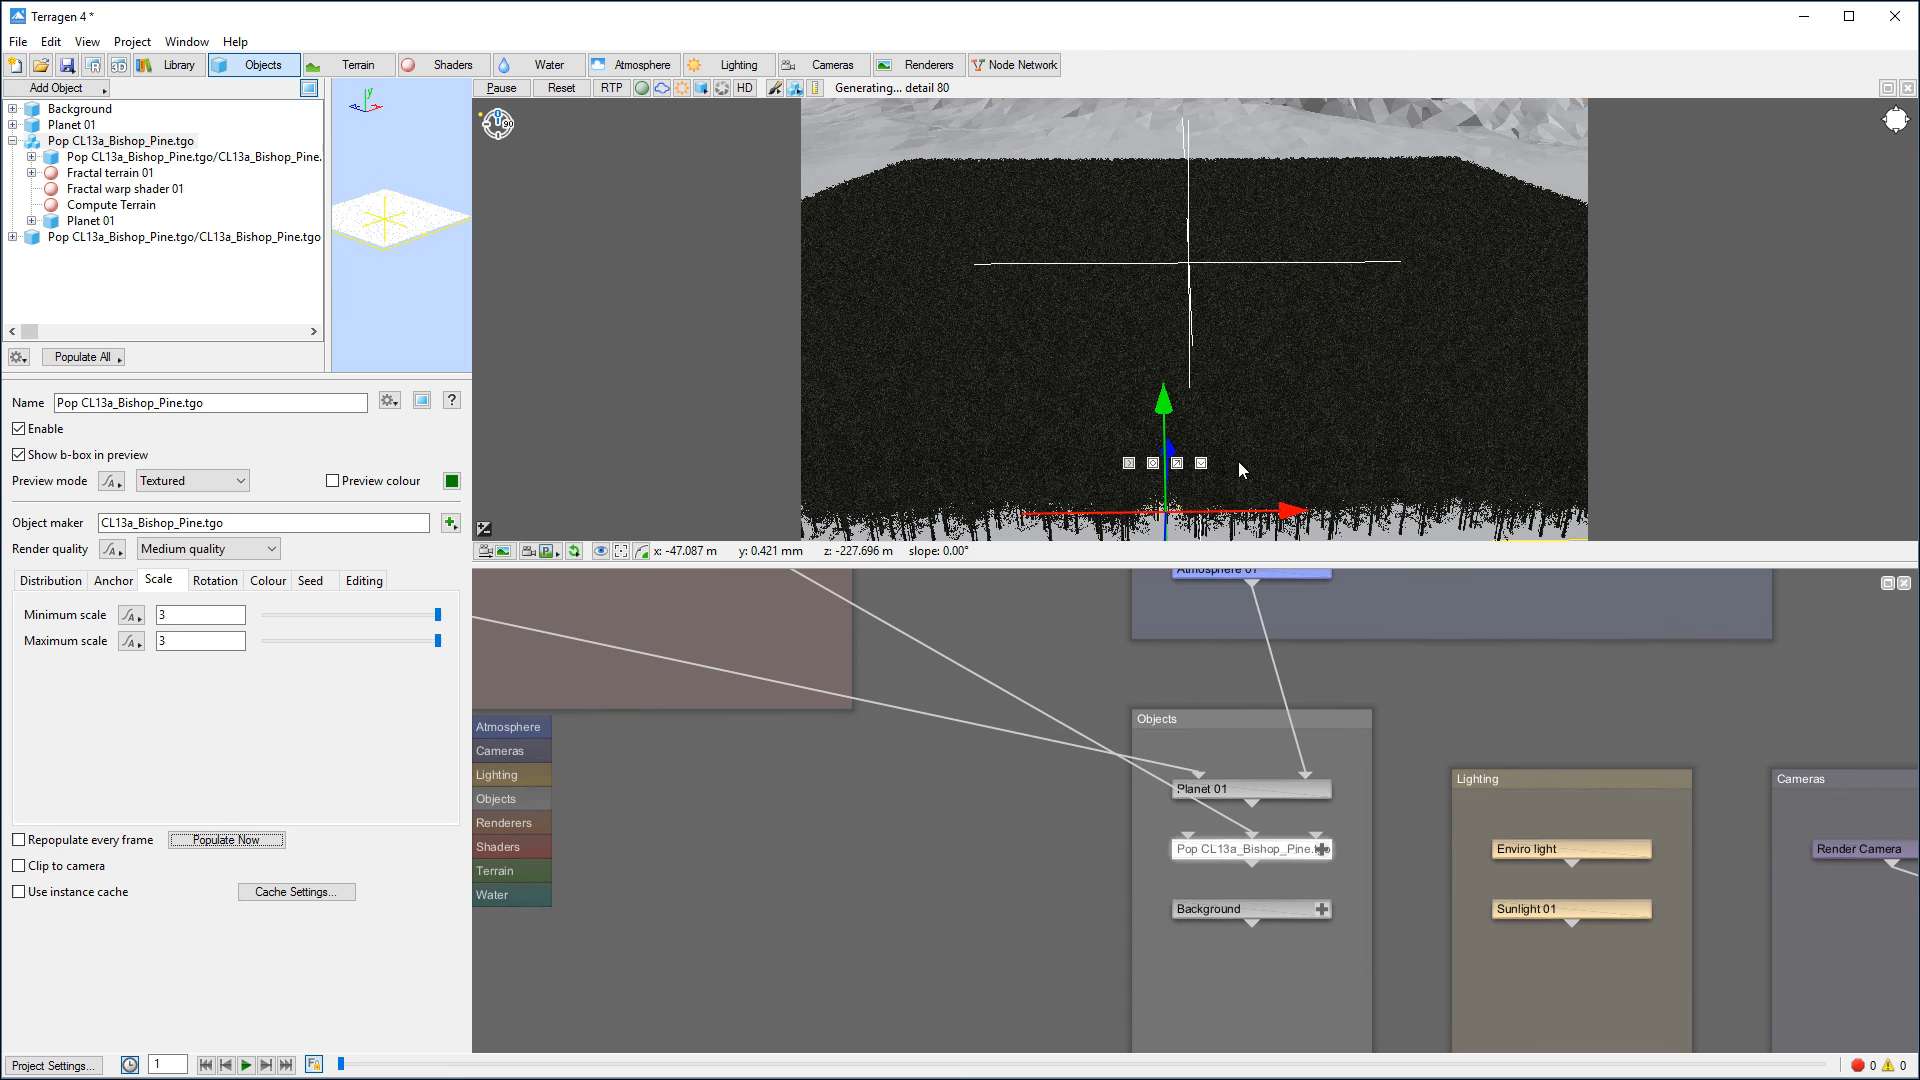 Terragen 4 *
File Edit View Project Window Help
Library Objects Terrain Shaders Water Atmosphere Lighting Cameras Renderers Node Network
Add Object
Pause Reset RTP HD Generating... detail 80
Background
Planet 01
Pop CL13a_Bishop_Pine.tgo
Pop CL13a_Bishop_Pine.tgo/CL13a_Bishop_Pine.
Fractal terrain 01
Fractal warp shader 01
Compute Terrain
Planet 01
Pop CL13a_Bishop_Pine.tgo/CL13a_Bishop_Pine.tgo
y
90
Populate All
Name Pop CL13a_Bishop_Pine.tgo ?
Enable
Show b-box in preview
Preview mode Textured Preview colour
Object maker CL13a_Bishop_Pine.tgo
Render quality Medium quality
Distribution Anchor Scale Rotation Colour Seed Editing
Minimum scale 3
Maximum scale 3
Repopulate every frame Populate Now
Clip to camera
Use instance cache Cache Settings...
x: -47.087 m y: 0.421 mm z: -227.696 m slope: 0.00°
Atmosphere 01
Atmosphere
Cameras
Lighting
Objects
Renderers
Shaders
Terrain
Water
Objects
Planet 01
Pop CL13a_Bishop_Pine.tgo
Background
Lighting
Enviro light
Sunlight 01
Cameras
Render Camera
Project Settings... 1 0 0